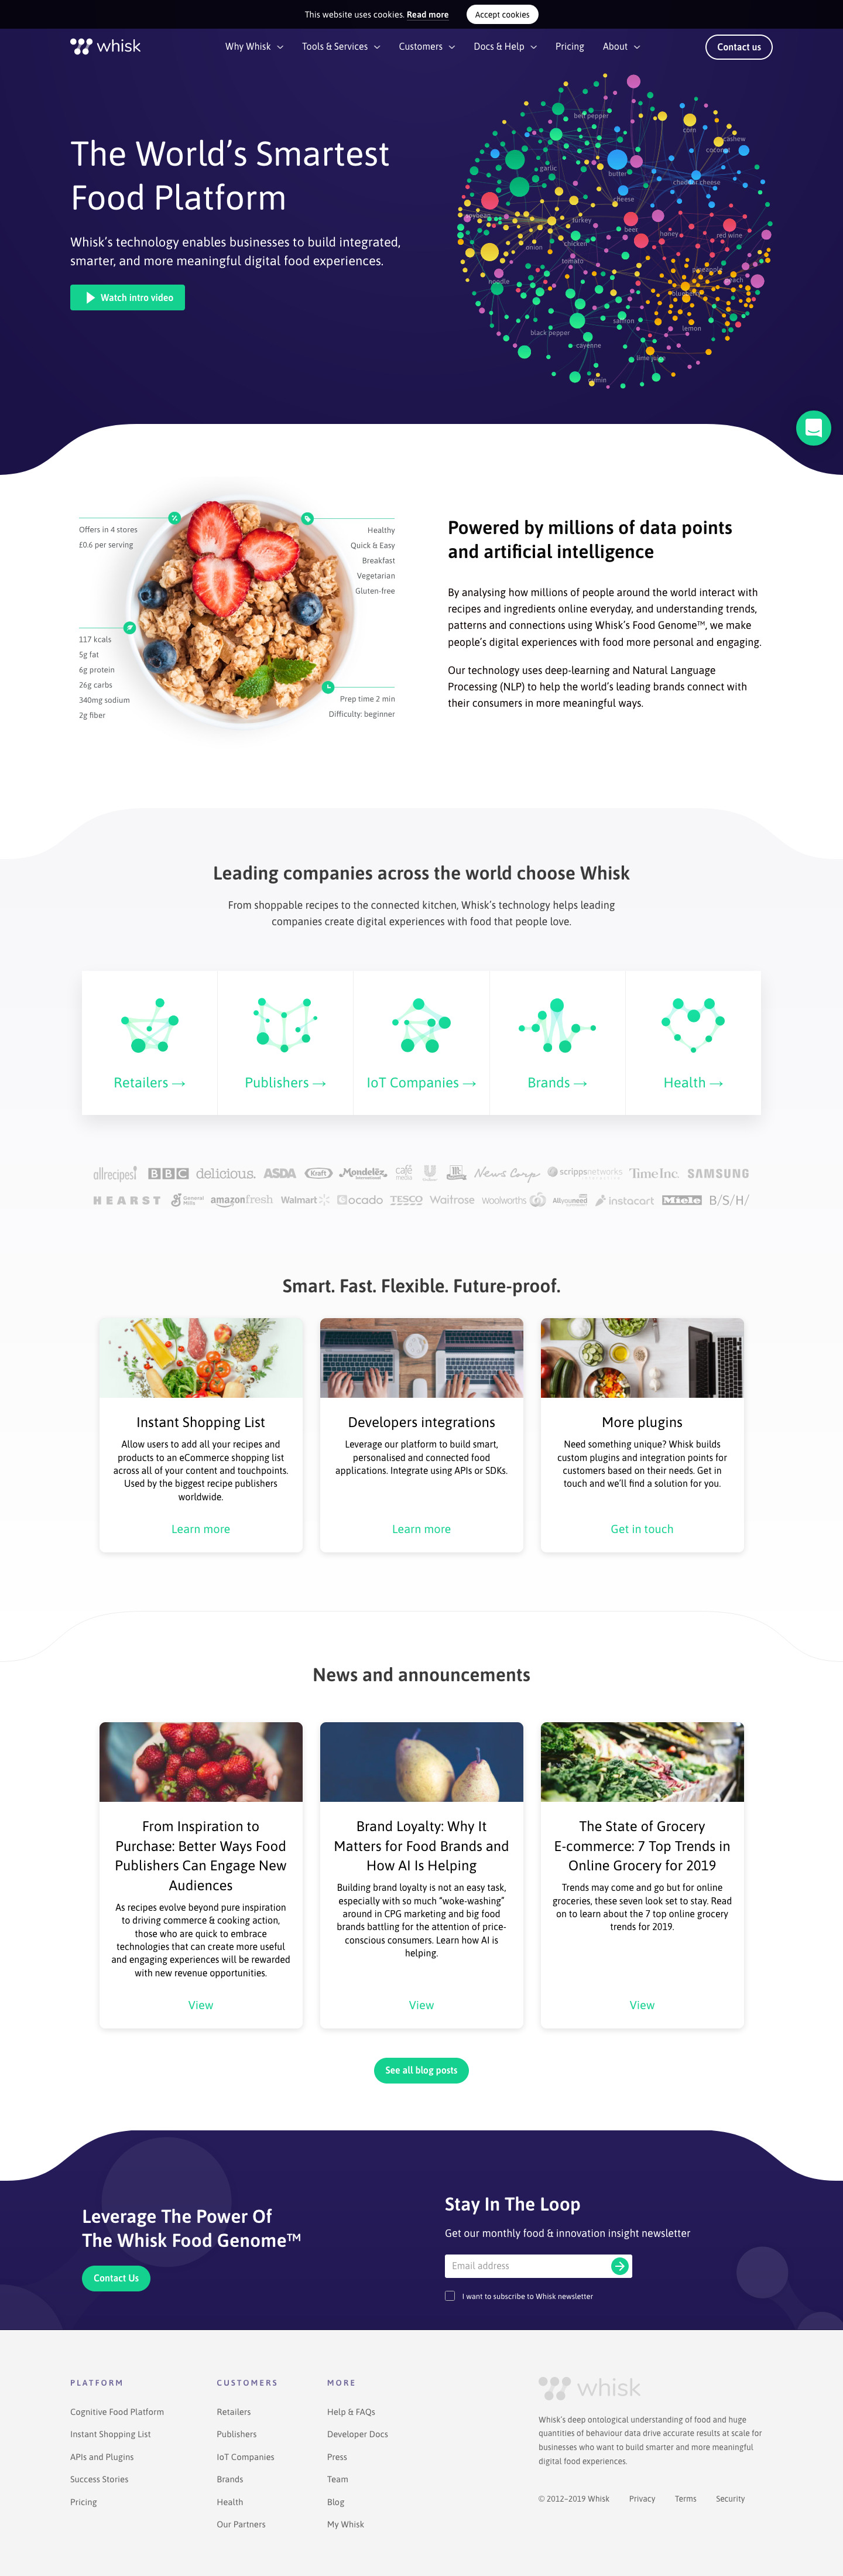 This website uses cookies. Read more
Accept cookies
whisk
Why Whisk
Tools & Services
Customers
Docs & Help
Pricing
About
Contact us
The World's Smartest
Food Platform
Whisk's technology enables businesses to build integrated,
smarter, and more meaningful digital food experiences.
Watch intro video
bell pepper
corn
cashew
coconut
garlic
butter
cheddar cheese
cheese
turkey
beer
honey
red wine
onion
chicken
tomato
noodle
salmon
black pepper
lemon
cayenne
Offers in 4 stores
£0.6 per serving
Healthy
Quick & Easy
Breakfast
Vegetarian
Gluten-free
117 kcals
5g fat
6g protein
26g carbs
340mg sodium
2g fiber
Prep time 2 min
Difficulty: beginner
Powered by millions of data points
and artificial intelligence
By analysing how millions of people around the world interact with
recipes and ingredients online everyday, and understanding trends,
patterns and connections using Whisk's Food Genome™, we make
people's digital experiences with food more personal and engaging.
Our technology uses deep-learning and Natural Language
Processing (NLP) to help the world's leading brands connect with
their consumers in more meaningful ways.
Leading companies across the world choose Whisk
From shoppable recipes to the connected kitchen, Whisk's technology helps leading
companies create digital experiences with food that people love.
Retailers →
Publishers →
IoT Companies →
Brands →
Health →
allrecipes
BBC
delicious.
ASDA
Kraft
Mondelēz
International
café
media
News Corp
scrippsnetworks
Time Inc.
SAMSUNG
HEARST
General
Mills
amazonfresh
Walmart
ocado
TESCO
Waitrose
woolworths
Allyouneed
instacart
Miele
B/S/H/
Smart. Fast. Flexible. Future-proof.
Instant Shopping List
Allow users to add all your recipes and
products to an eCommerce shopping list
across all of your content and touchpoints.
Used by the biggest recipe publishers
worldwide.
Learn more
Developers integrations
Leverage our platform to build smart,
personalised and connected food
applications. Integrate using APIs or SDKs.
Learn more
More plugins
Need something unique? Whisk builds
custom plugins and integration points for
customers based on their needs. Get in
touch and we'll find a solution for you.
Get in touch
News and announcements
From Inspiration to
Purchase: Better Ways Food
Publishers Can Engage New
Audiences
As recipes evolve beyond pure inspiration
to driving commerce & cooking action,
those who are quick to embrace
technologies that can create more useful
and engaging experiences will be rewarded
with new revenue opportunities.
View
Brand Loyalty: Why It
Matters for Food Brands and
How AI Is Helping
Building brand loyalty is not an easy task,
especially with so much "woke-washing"
around in CPG marketing and big food
brands battling for the attention of price-
conscious consumers. Learn how AI is
helping.
View
The State of Grocery
E-commerce: 7 Top Trends in
Online Grocery for 2019
Trends may come and go but for online
groceries, these seven look set to stay. Read
on to learn about the 7 top online grocery
trends for 2019.
View
See all blog posts
Leverage The Power Of
The Whisk Food Genome™
Contact Us
Stay In The Loop
Get our monthly food & innovation insight newsletter
Email address
I want to subscribe to Whisk newsletter
PLATFORM
Cognitive Food Platform
Instant Shopping List
APIs and Plugins
Success Stories
Pricing
CUSTOMERS
Retailers
Publishers
IoT Companies
Brands
Health
Our Partners
MORE
Help & FAQs
Developer Docs
Press
Team
Blog
My Whisk
whisk
Whisk's deep ontological understanding of food and huge
quantities of behaviour data drive accurate results at scale for
businesses who want to build smarter and more meaningful
digital food experiences.
© 2012–2019 Whisk
Privacy
Terms
Security